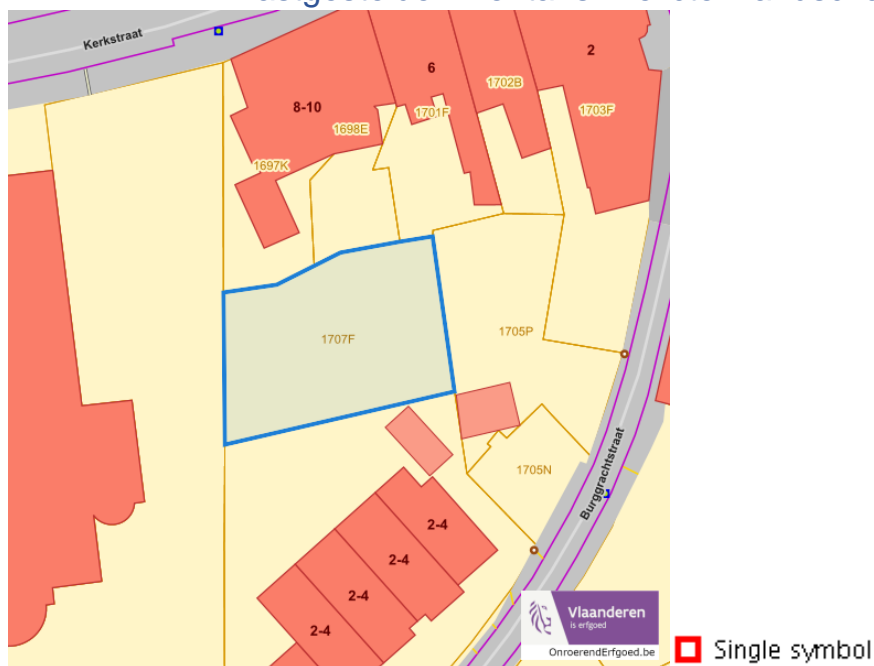 Kerkstraat
6
2
1702B
8-10
1701F
1703F
1698E
1697K
1707F
1705P
1705N
Burggrachtstraat
2-4
2-4
2-4
2-4
Vlaanderen
is erfgoed
OnroerendErfgoed.be
Single symbol